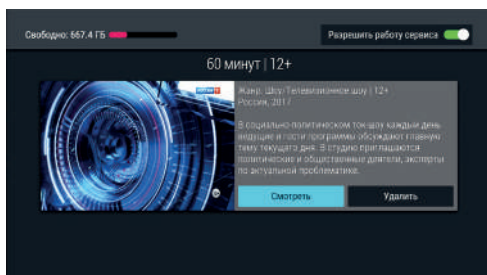 Свободно: 667.4 ГБ
Разрешить работу сервиса
60 минут | 12+
Жанр: Шоу/Телевизионное шоу | 12+
Россия, 2017
В социально-политическом ток-шоу каждый день
ведущие и гости программы обсуждают главную
тему текущего дня. В студию приглашаются
политические и общественные деятели, эксперты
по актуальной проблематике.
Смотреть
Удалить